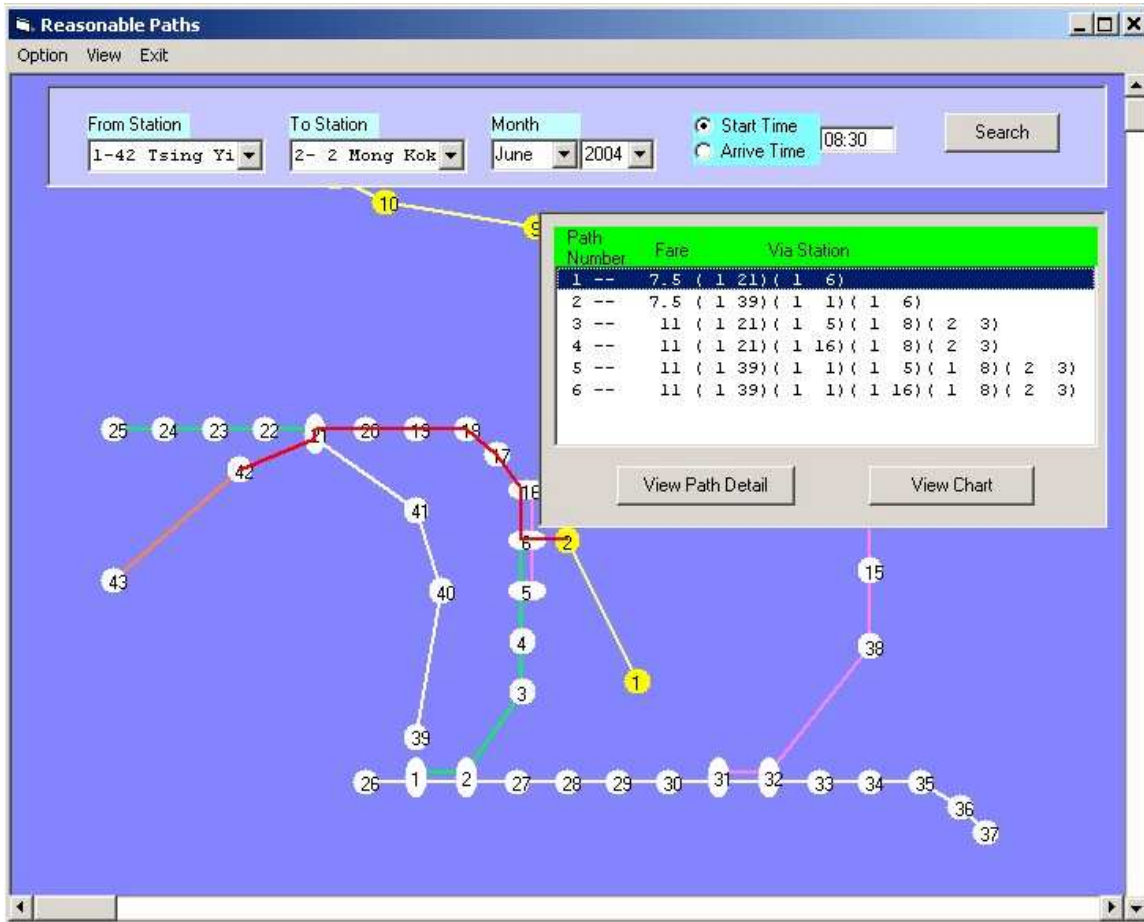 Reasonable Paths
Option View Exit
From Station To Station Month Start Time
1-42 Tsing Yi 2- 2 Mong Kok June 2004 Arrive Time 08:30 Search
10
9
Path Number Fare Via Station
1 -- 7.5 ( 1 21)( 1 6)
2 -- 7.5 ( 1 39)( 1 1)( 1 6)
3 -- 11 ( 1 21)( 1 5)( 1 8)( 2 3)
4 -- 11 ( 1 21)( 1 16)( 1 8)( 2 3)
5 -- 11 ( 1 39)( 1 1)( 1 5)( 1 8)( 2 3)
6 -- 11 ( 1 39)( 1 1)( 1 16)( 1 8)( 2 3)
View Path Detail View Chart
25 24 23 22 21 20 19 18
17
42
16
41
6 2
15
43 40 5
4
38
3 1
39
26 1 2 27 28 29 30 31 32 33 34 35
36
37